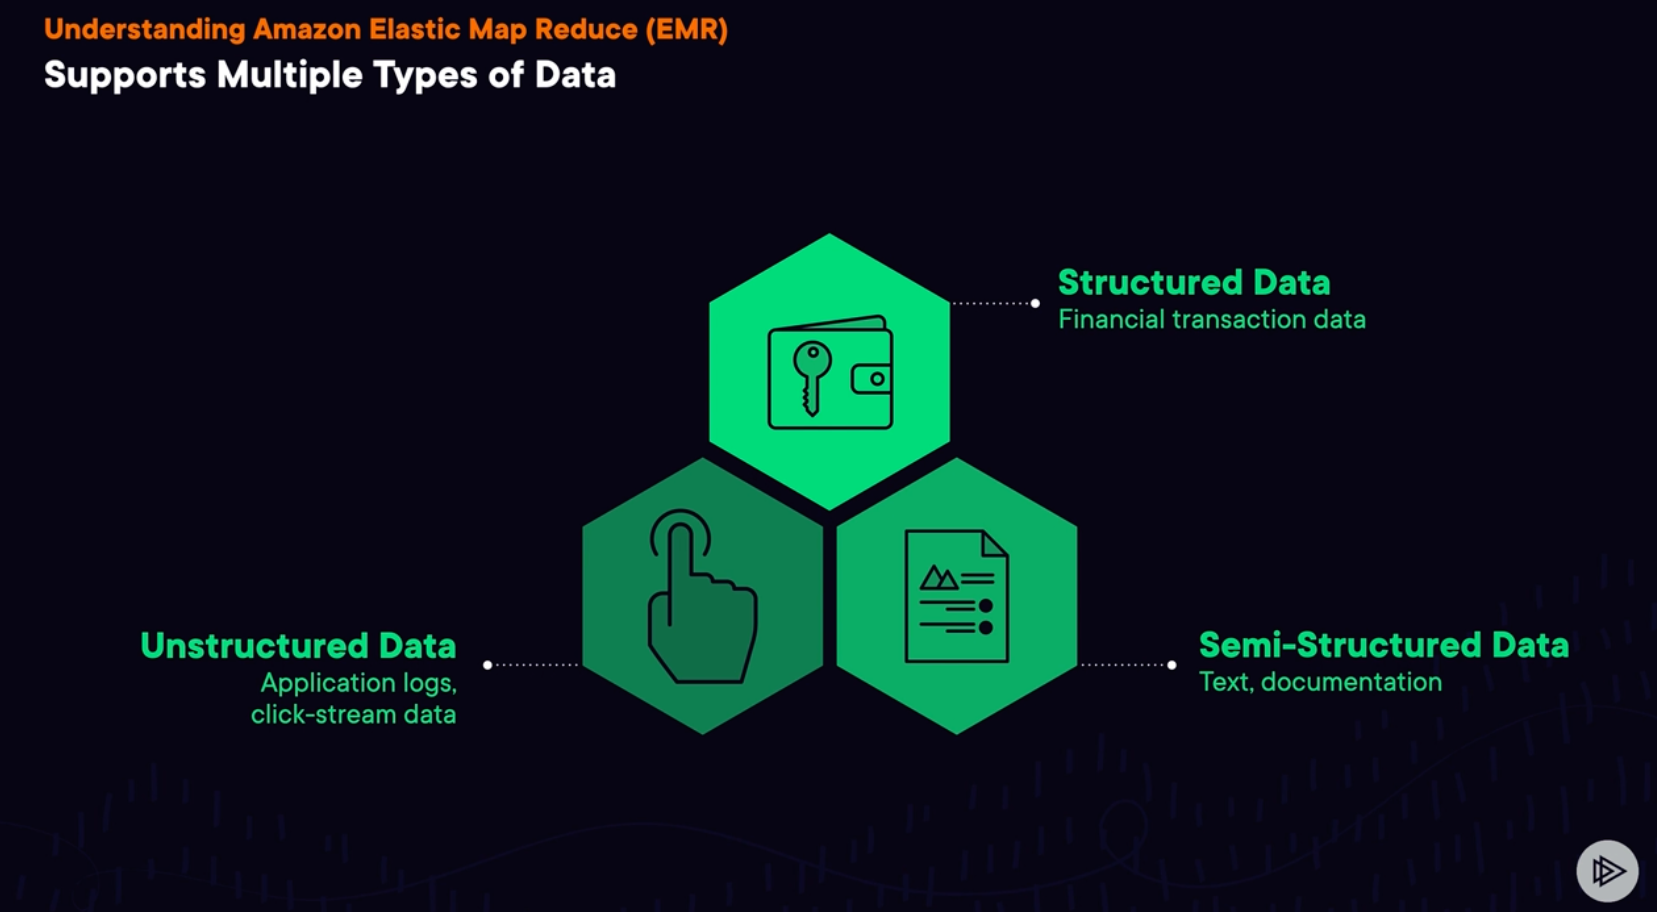 Understanding Amazon Elastic Map Reduce (EMR)
Supports Multiple Types of Data
Structured Data
Financial transaction data
Unstructured Data
Application logs,
click-stream data
Semi-Structured Data
Text, documentation